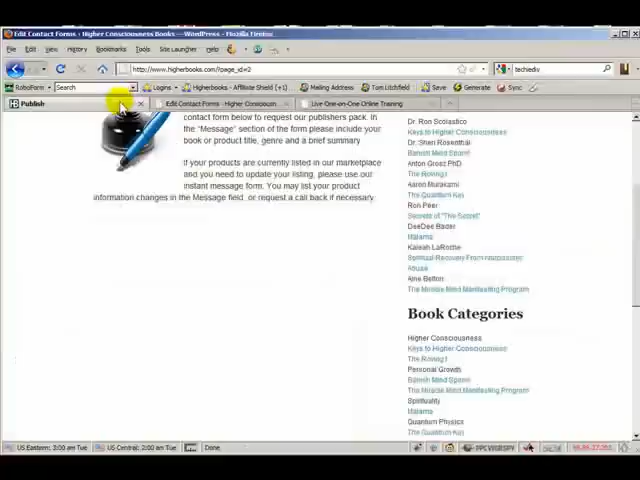 Edit Contact Forms ‹ Higher Consciousness Books — WordPress - Mozilla Firefox
File Edit View History Bookmarks Tools Site Launcher Help
http://www.higherbooks.com/?page_id=2
techiediv
RoboForm Search Logins Higherbooks - Affiliate Shield (+1) Mailing Address Tom Litchfield Save Generate Sync
Publish
Edit Contact Forms ‹ Higher Consciousn...
Live One-on-One Online Training
contact form below to request our publishers pack. In
the "Message" section of the form please include your
book or product title, genre and a brief summary
If your products are currently listed in our marketplace
and you need to update your listing, please use our
instant message form. You may list your product
information changes in the Message field, or request a call back if necessary.
Dr. Ron Scolastico
Keys to Higher Consciousness
Dr. Sheri Rosenthal
Banish Mind Spam!
Anton Grosz PhD
The Roving I
Aaron Murakami
The Quantum Key
Ron Peer
Secrets of "The Secret"
DeeDee Bader
Malama
Kaleah LaRoche
Spiritual Recovery From narcissistic
Abuse
Aine Belton
The Miracle Mind Manifesting Program
Book Categories
Higher Consciousness
Keys to Higher Consciousness
The Roving I
Personal Growth
Banish Mind Spam!
The Miracle Mind Manifesting Program
Spirituality
Malama
Quantum Physics
The Quantum Key
US Eastern: 3:00 am Tue US Central: 2:00 am Tue Done
PPC WEB SPY